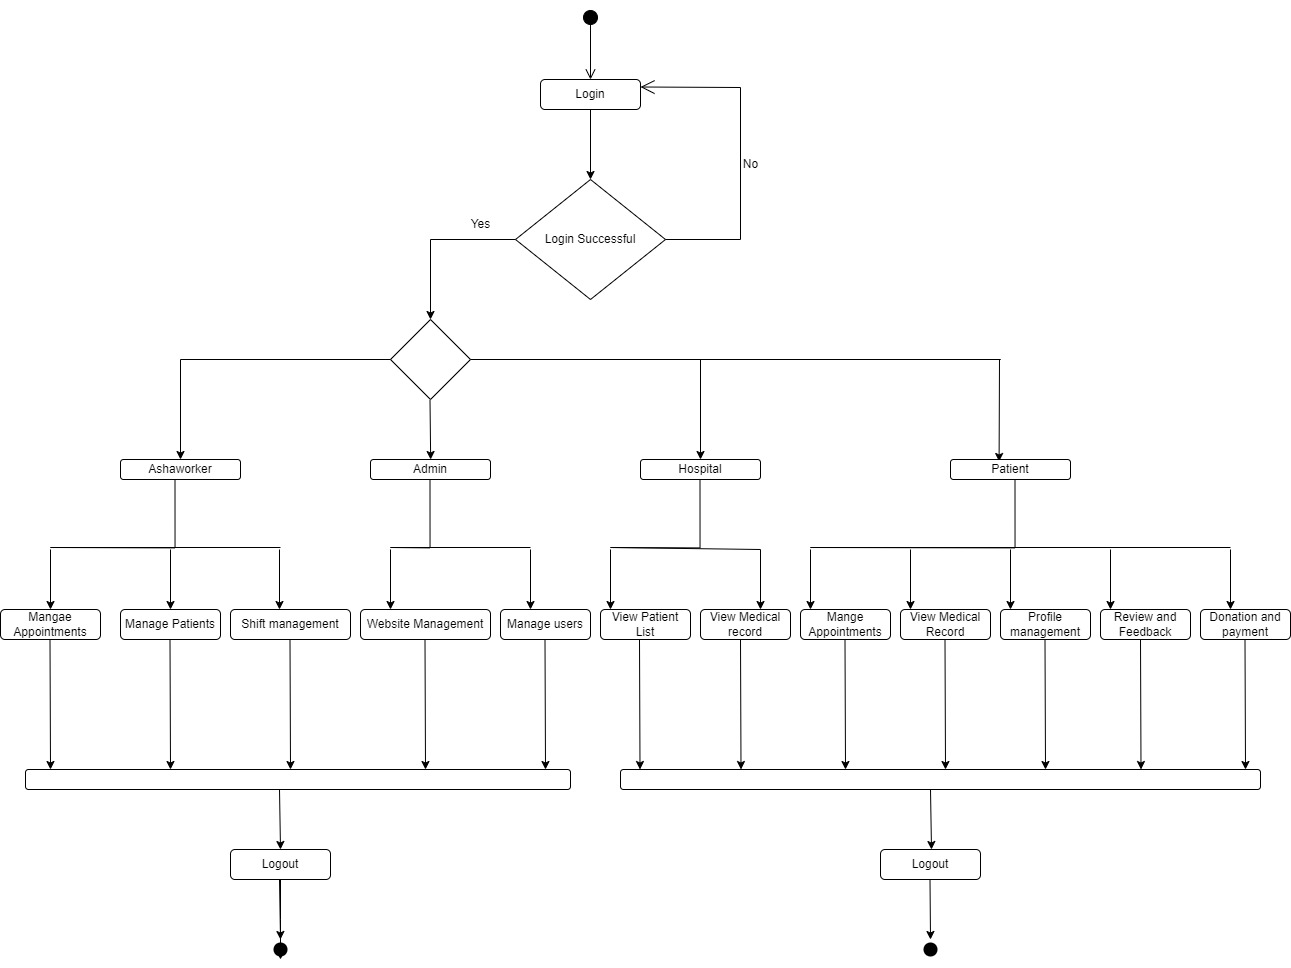 Login
No
Yes
Login Successful
Ashaworker
Admin
Hospital
Patient
Mangae
Appointments
Manage Patients
Shift management
Website Management
Manage users
View Patient
List
View Medical
record
Mange
Appointments
View Medical
Record
Profile
management
Review and
Feedback
Donation and
payment
Logout
Logout